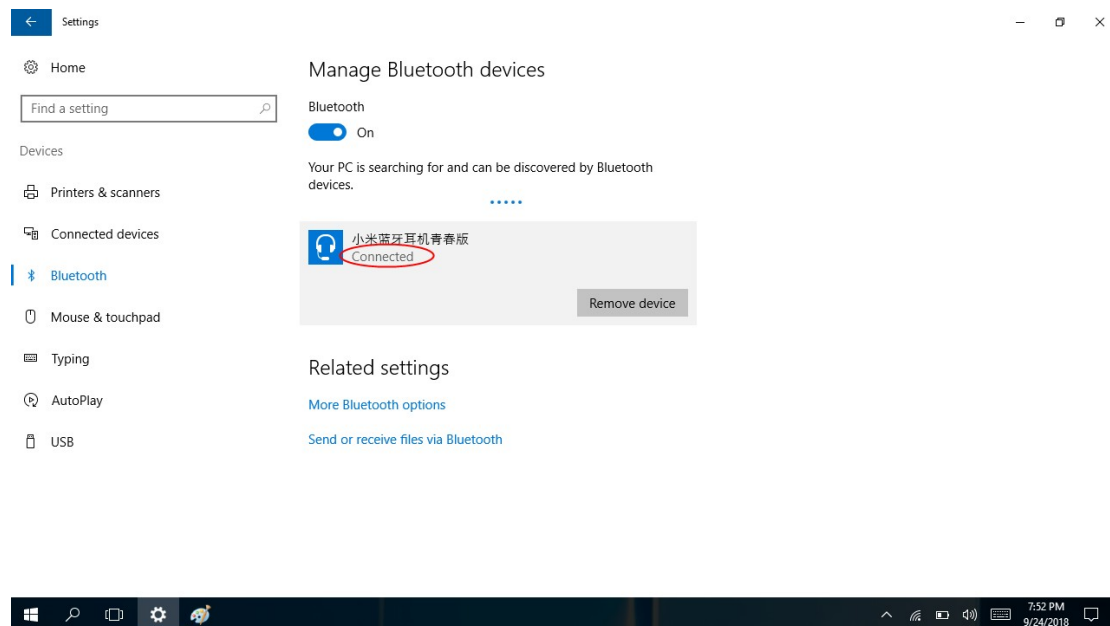 Settings
Home
Find a setting
Devices
Printers & scanners
Connected devices
Bluetooth
Mouse & touchpad
Typing
AutoPlay
USB
Manage Bluetooth devices
Bluetooth
On
Your PC is searching for and can be discovered by Bluetooth
devices.
小米蓝牙耳机青春版
Connected
Remove device
Related settings
More Bluetooth options
Send or receive files via Bluetooth
7:52 PM
9/24/2018